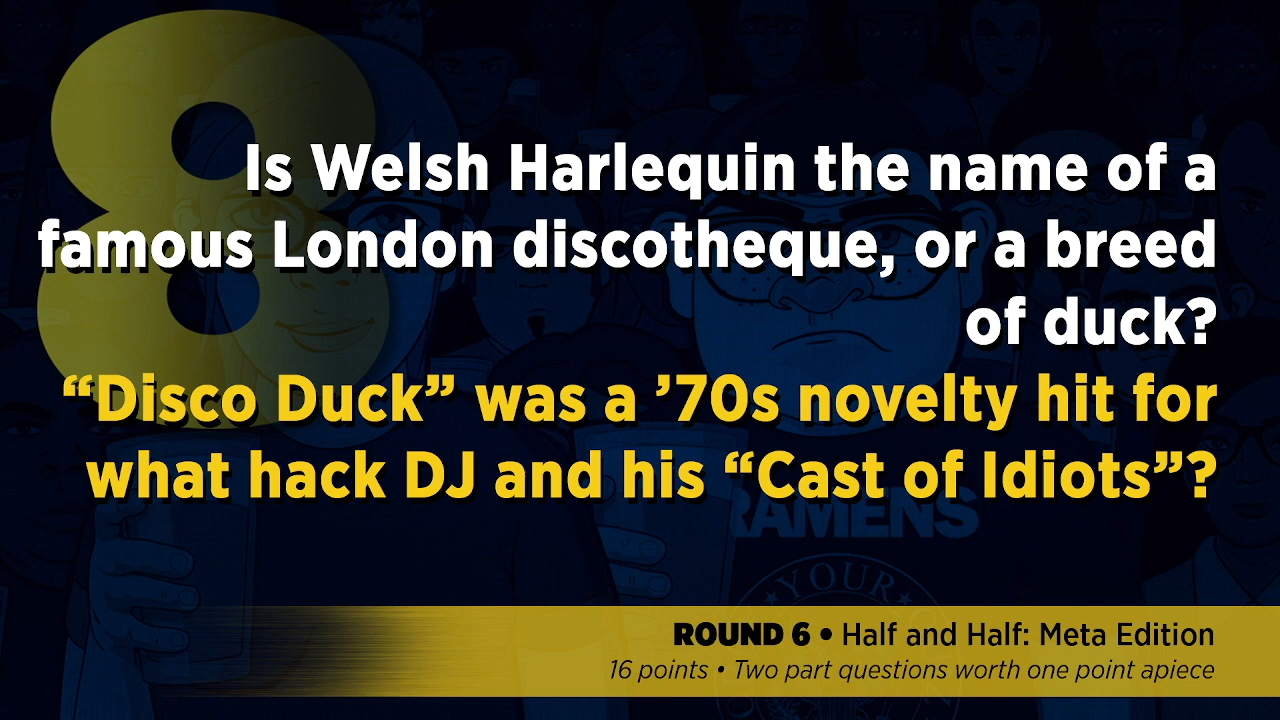 8
Is Welsh Harlequin the name of a
famous London discotheque, or a breed
of duck?
“Disco Duck” was a ’70s novelty hit for
what hack DJ and his “Cast of Idiots”?
RAMENS
YOUR
ROUND 6 • Half and Half: Meta Edition
16 points • Two part questions worth one point apiece